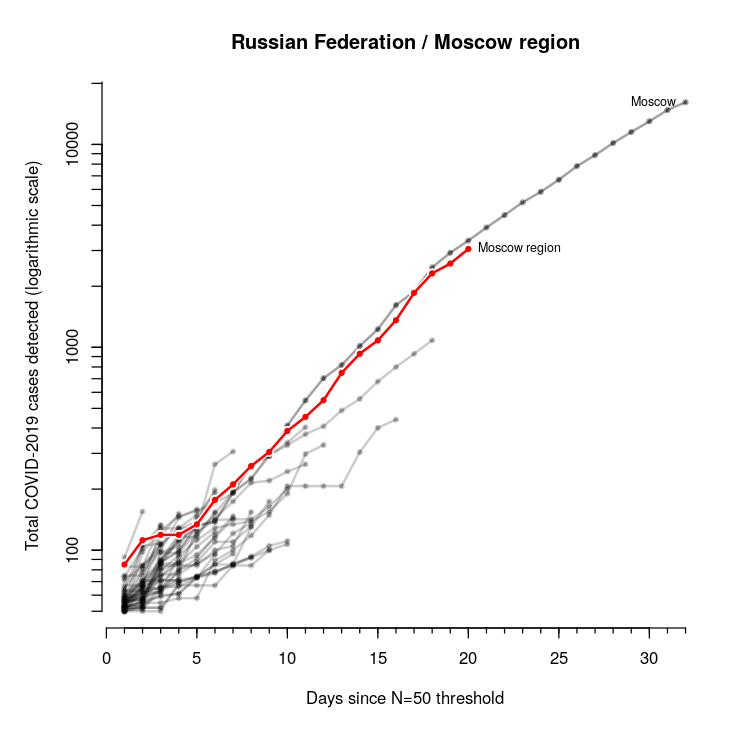 Russian Federation / Moscow region
Total COVID-2019 cases detected (logarithmic scale)
10000
1000
100
Moscow
Moscow region
0 5 10 15 20 25 30
Days since N=50 threshold